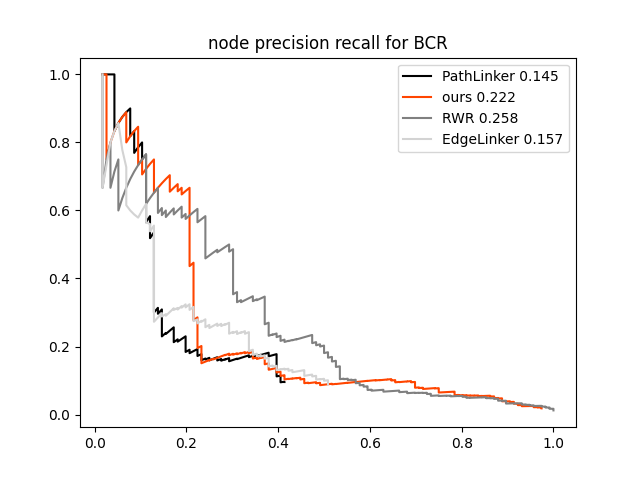 node precision recall for BCR
PathLinker 0.145
ours 0.222
RWR 0.258
EdgeLinker 0.157
1.0
0.8
0.6
0.4
0.2
0.0
0.0 0.2 0.4 0.6 0.8 1.0